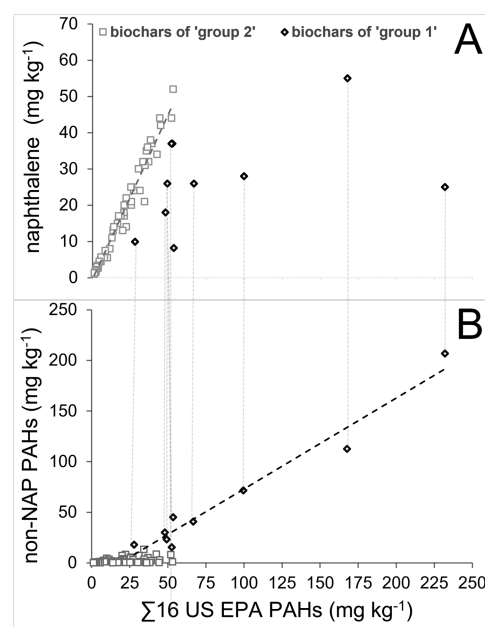 70
60
50
40
30
20
10
0
naphthalene (mg kg-1)
biochars of 'group 2'
biochars of 'group 1'
A
250
200
150
100
50
0
non-NAP PAHs (mg kg-1)
B
0 25 50 75 100 125 150 175 200 225 250
∑16 US EPA PAHs (mg kg-1)